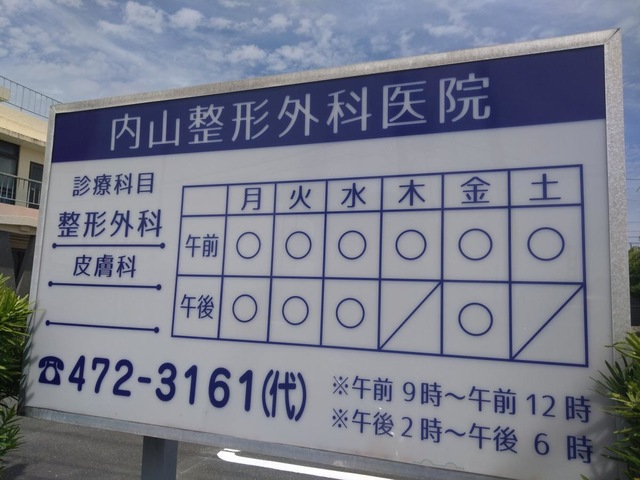 内山整形外科医院
診療科目
整形外科
皮膚科
月 火 水 木 金 土
午前 ○ ○ ○ ○ ○ ○
午後 ○ ○ ○ ／ ○ ／
☎472-3161(代)
※午前9時～午前12時
※午後2時～午後 6時